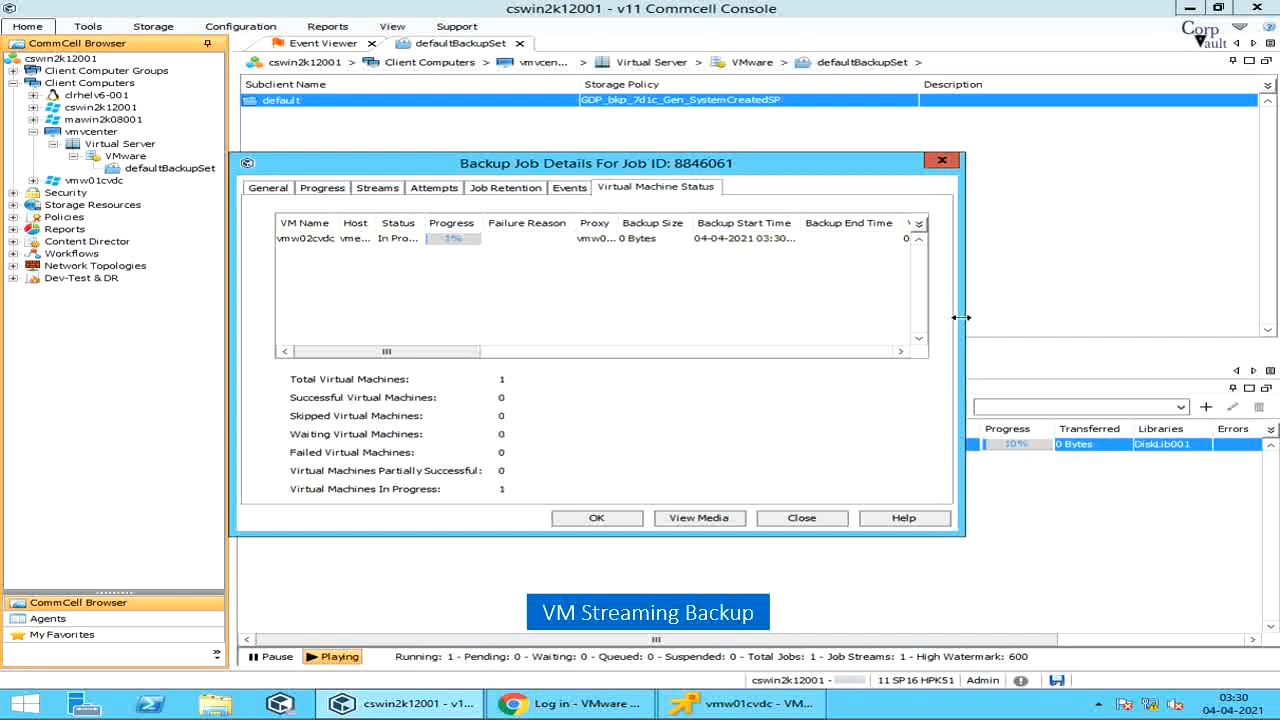 cswin2k12001 - v11 Commcell Console
Home Tools Storage Configuration Reports View Support
Corp Vault
CommCell Browser
Event Viewer defaultBackupSet
cswin2k12001 > Client Computers > vmvcen... > Virtual Server > VMware > defaultBackupSet >
cswin2k12001
Client Computer Groups
Client Computers
clrhelv6-001
cswin2k12001
mawin2k08001
vmvcenter
Virtual Server
VMware
defaultBackupSet
vmw01cvdc
Security
Storage Resources
Policies
Reports
Content Director
Workflows
Network Topologies
Dev-Test & DR
Subclient Name Storage Policy Description
default GDP_bkp_7d1c_Gen_SystemCreatedSP
Backup Job Details For Job ID: 8846061
General Progress Streams Attempts Job Retention Events Virtual Machine Status
VM Name Host Status Progress Failure Reason Proxy Backup Size Backup Start Time Backup End Time
vmw02cvdc vme... In Pro... 1% vmw0... 0 Bytes 04-04-2021 03:30... 0
Total Virtual Machines: 1
Successful Virtual Machines: 0
Skipped Virtual Machines: 0
Waiting Virtual Machines: 0
Failed Virtual Machines: 0
Virtual Machines Partially Successful: 0
Virtual Machines In Progress: 1
OK View Media Close Help
Progress Transferred Libraries Errors
10% 0 Bytes DiskLib001
VM Streaming Backup
CommCell Browser
Agents
My Favorites
Pause Playing Running: 1 - Pending: 0 - Waiting: 0 - Queued: 0 - Suspended: 0 - Total Jobs: 1 - Job Streams: 1 - High Watermark: 600
cswin2k12001 - 11 SP16 HPK51 Admin
cswin2k12001 - v1... Log in - VMware ... vmw01cvdc - VM...
03:30
04-04-2021